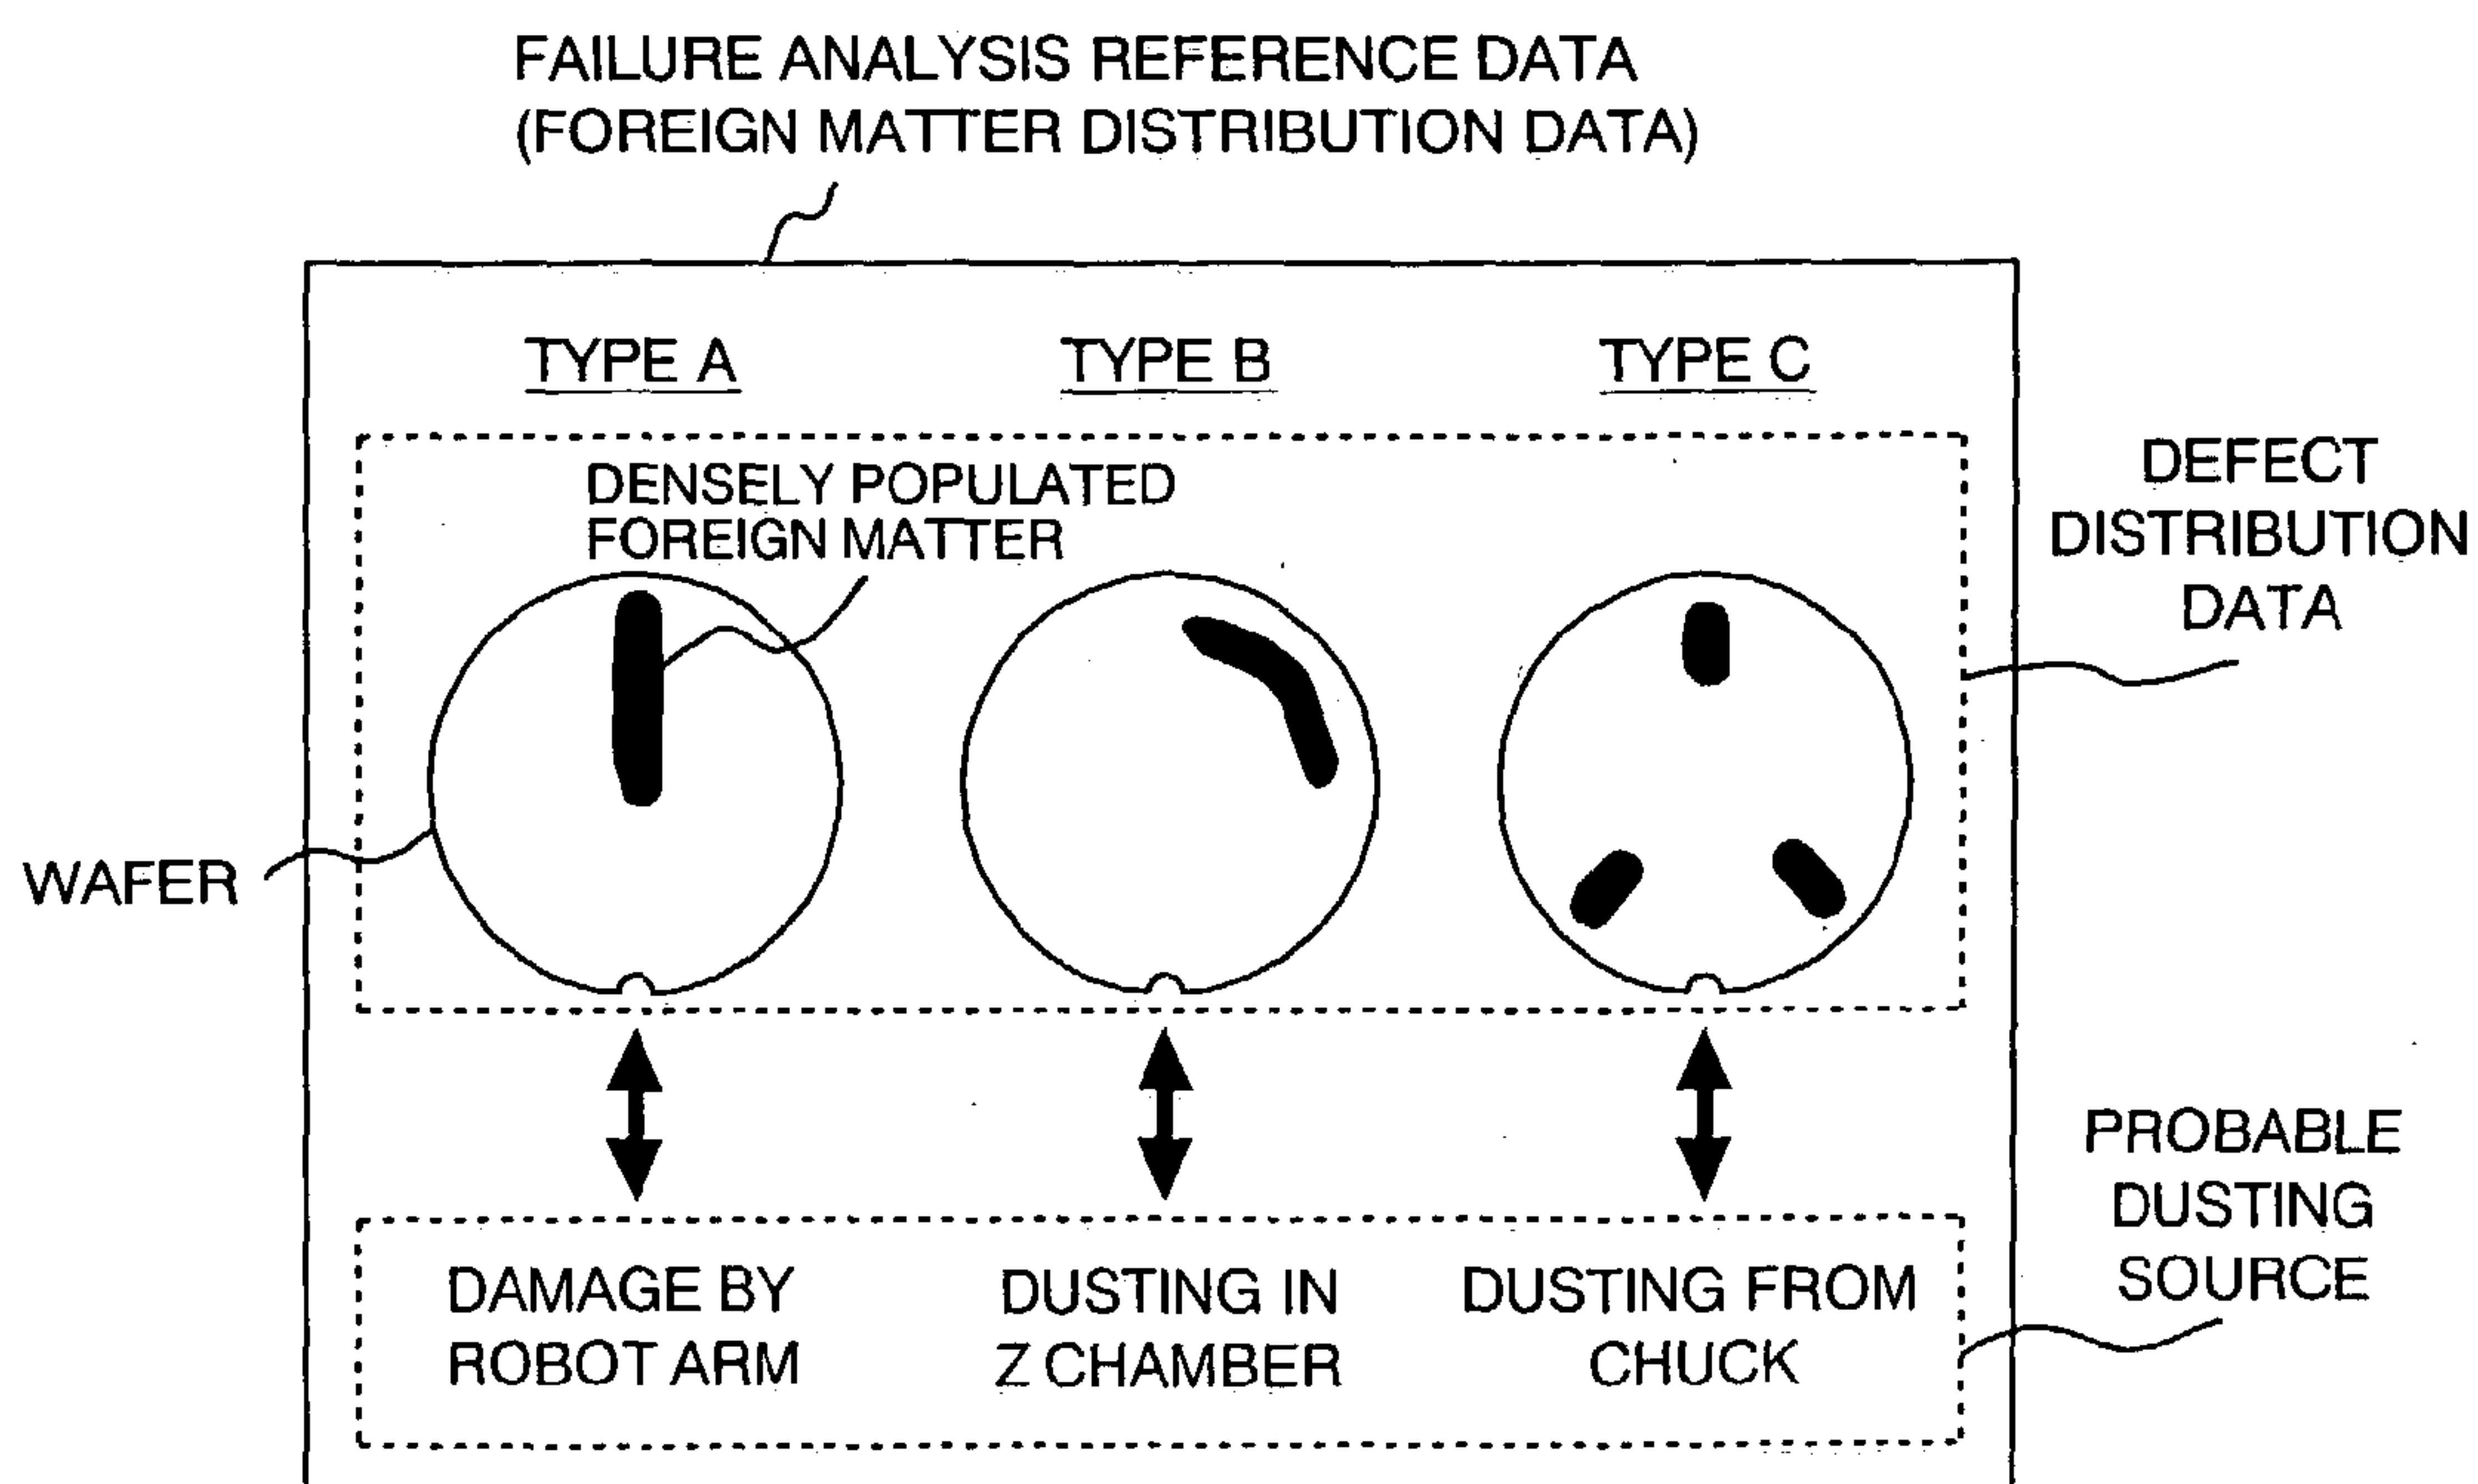 FAILURE ANALYSIS REFERENCE DATA
(FOREIGN MATTER DISTRIBUTION DATA)
TYPE A
TYPE B
TYPE C
DENSELY POPULATED
FOREIGN MATTER
DEFECT
DISTRIBUTION
DATA
WAFER
PROBABLE
DUSTING
SOURCE
DAMAGE BY
ROBOT ARM
DUSTING IN
Z CHAMBER
DUSTING FROM
CHUCK